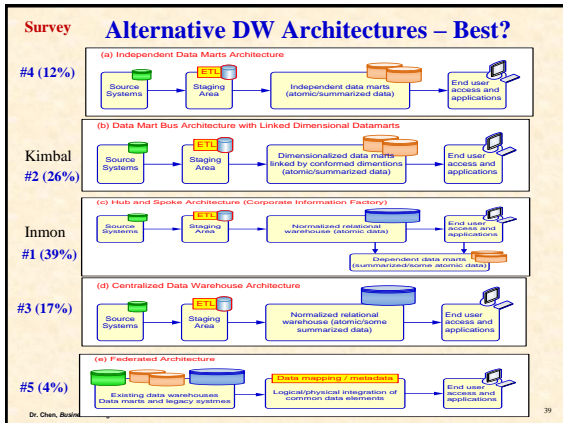 Survey
Alternative DW Architectures – Best?
#4 (12%)
(a) Independent Data Marts Architecture
Source
Systems
ETL
Staging
Area
Independent data marts
(atomic/summarized data)
End user
access and
applications
Kimbal
#2 (26%)
(b) Data Mart Bus Architecture with Linked Dimensional Datamarts
Source
Systems
ETL
Staging
Area
Dimensionalized data marts
linked by conformed dimentions
(atomic/summarized data)
End user
access and
applications
Inmon
#1 (39%)
(c) Hub and Spoke Architecture (Corporate Information Factory)
Source
Systems
ETL
Staging
Area
Normalized relational
warehouse (atomic data)
End user
access and
applications
Dependent data marts
(summarized/some atomic data)
#3 (17%)
(d) Centralized Data Warehouse Architecture
Source
Systems
ETL
Staging
Area
Normalized relational
warehouse (atomic/some
summarized data)
End user
access and
applications
#5 (4%)
(e) Federated Architecture
Existing data warehouses
Data marts and legacy systmes
Data mapping / metadata
Logical/physical integration of
common data elements
End user
access and
applications
Dr. Chen,
39